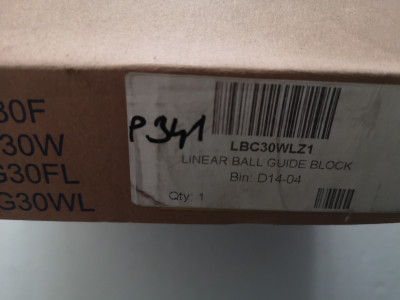 30F
30W
G30FL
G30WL
P341
LBC30WLZ1
LINEAR BALL GUIDE BLOCK
Bin: D14-04
Qty: 1